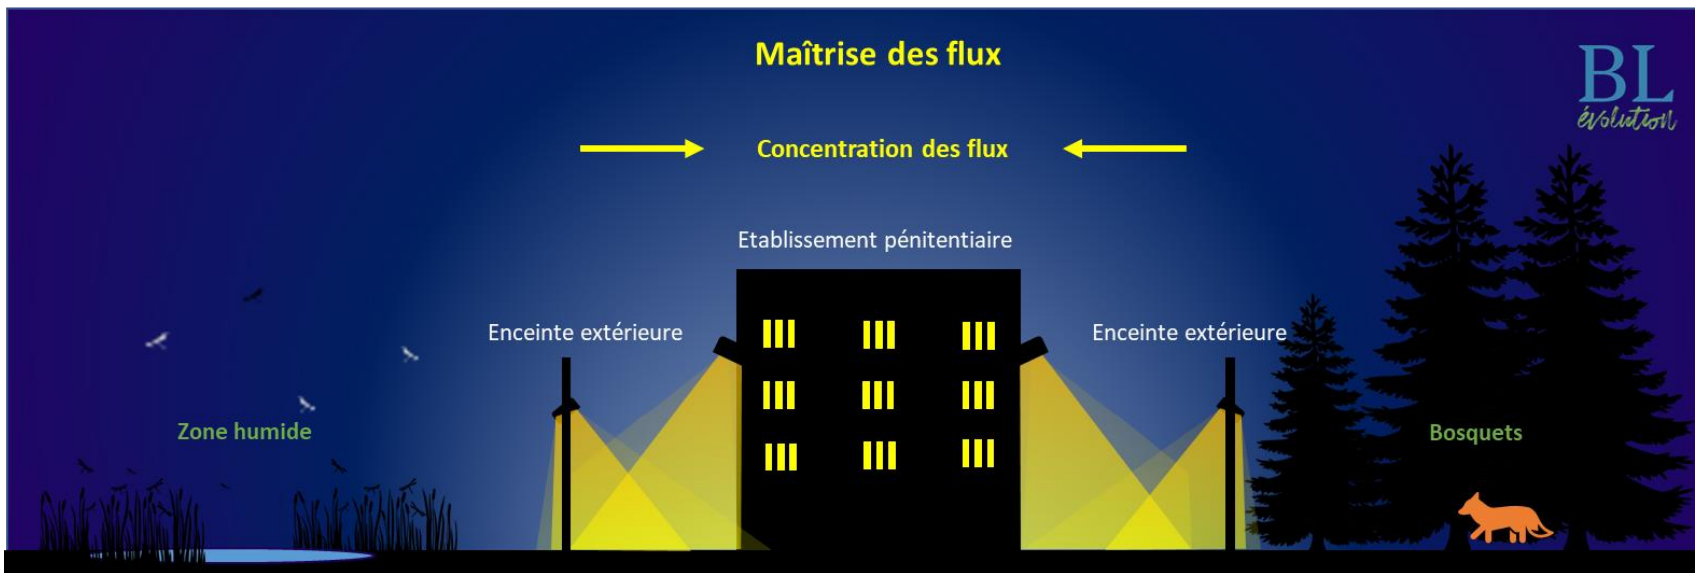 Maîtrise des flux
BL
évolution
Concentration des flux
Etablissement pénitentiaire
Enceinte extérieure
Enceinte extérieure
Zone humide
Bosquets